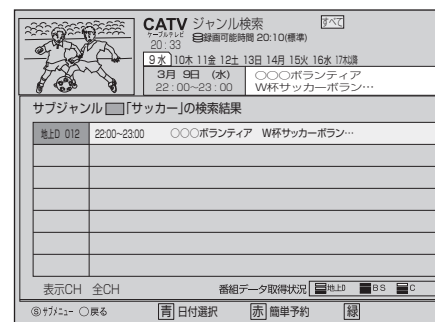 CATV ジャンル検索 すべて
ケーブルテレビ 録画可能時間 20:10(標準)
20:33
9水 10木 11金 12土 13日 14月 15火 16水 17木
3月 9日 (水) ○○○ボランティア
22:00~23:00 W杯サッカーボラン…
サブジャンル 「サッカー」の検索結果
地上D 012 22:00~23:00 ○○○ボランティア W杯サッカーボラン…
表示CH 全CH 番組データ取得状況 地上D BS C
Ⓢサブメニュー ○戻る 青 日付選択 赤 簡単予約 緑